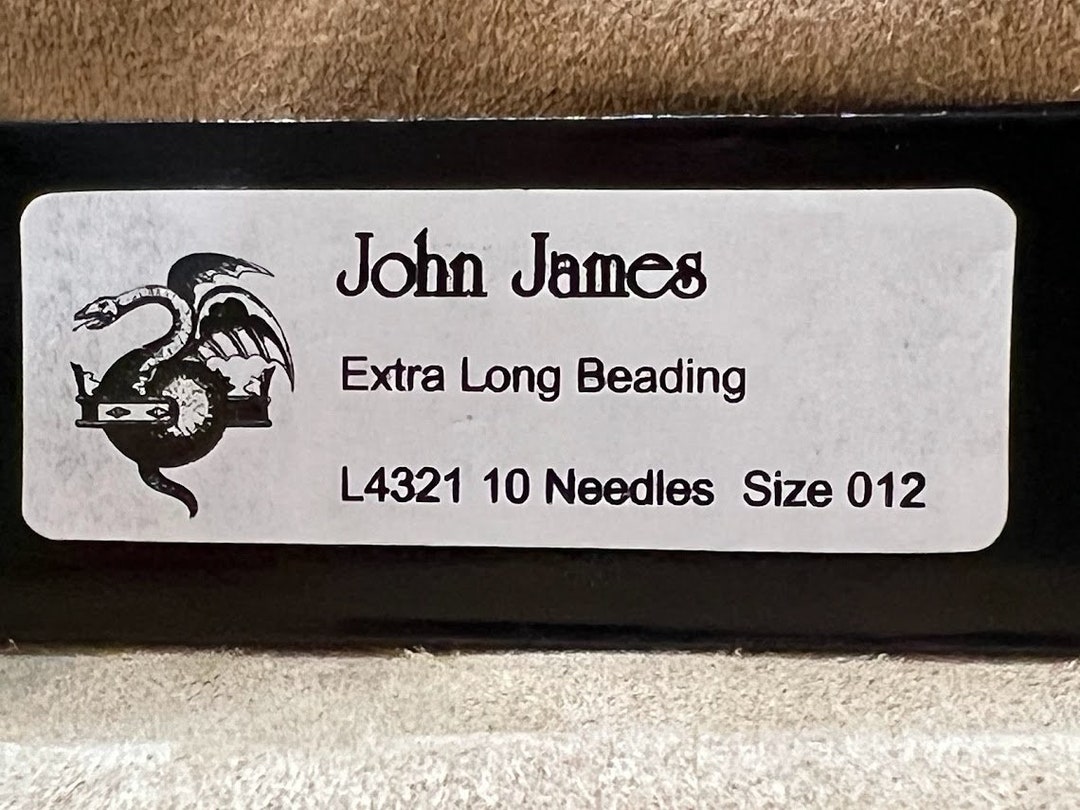 John James
Extra Long Beading
L4321 10 Needles Size 012